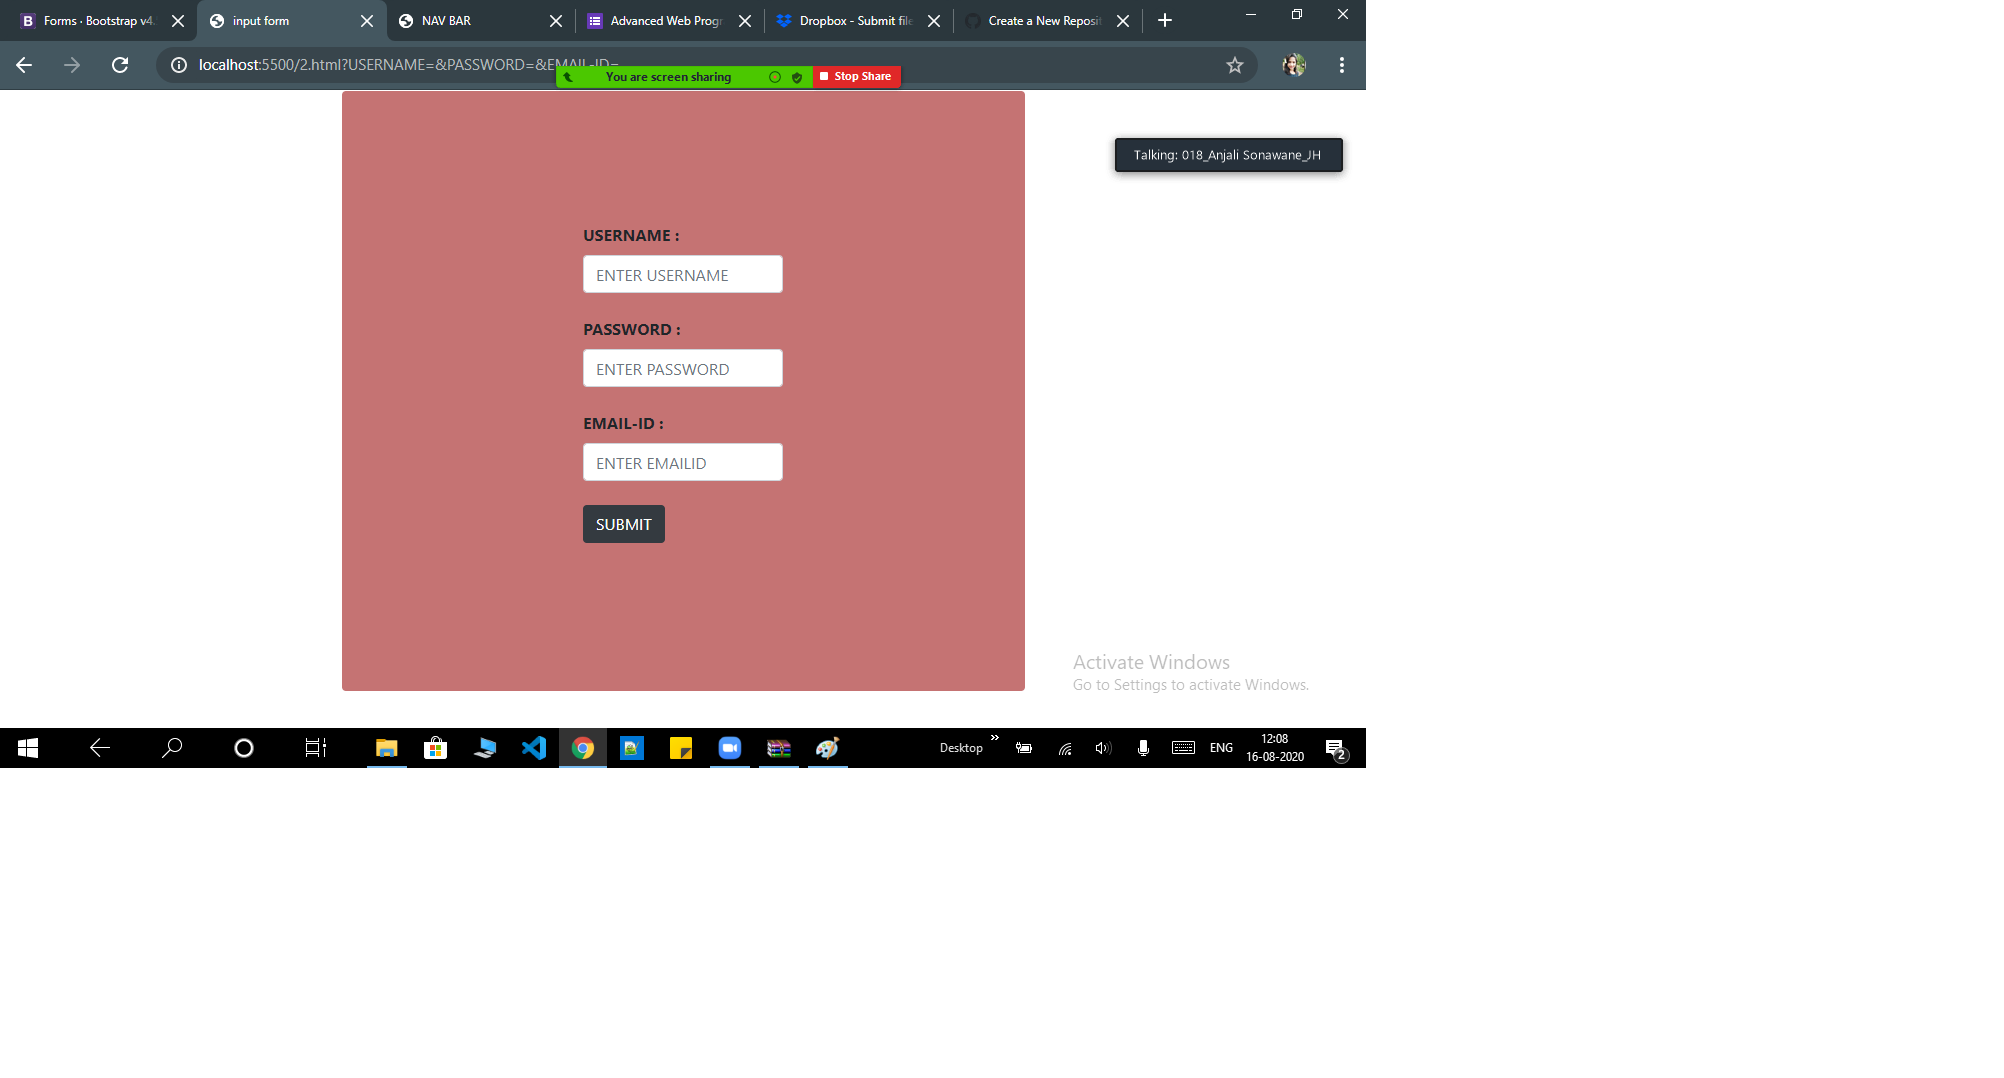 Forms · Bootstrap v4.
input form
NAV BAR
Advanced Web Progr
Dropbox - Submit file
Create a New Reposit
localhost:5500/2.html?USERNAME=&PASSWORD=&EMAIL-ID=
You are screen sharing
Stop Share
Talking: 018_Anjali Sonawane_JH
USERNAME :
ENTER USERNAME
PASSWORD :
ENTER PASSWORD
EMAIL-ID :
ENTER EMAILID
SUBMIT
Activate Windows
Go to Settings to activate Windows.
Desktop
ENG
12:08
16-08-2020
2